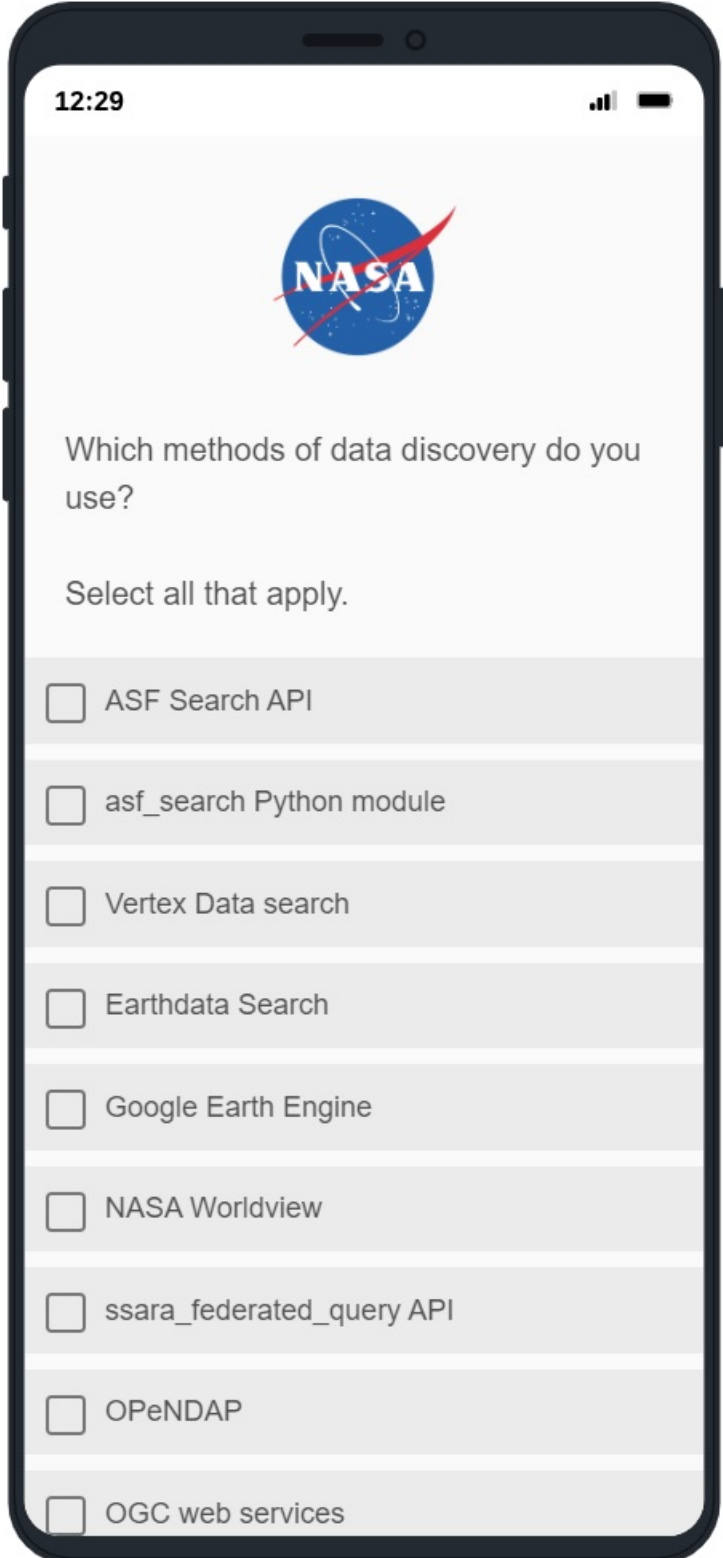 12:29
NASA
Which methods of data discovery do you
use?
Select all that apply.
ASF Search API
asf_search Python module
Vertex Data search
Earthdata Search
Google Earth Engine
NASA Worldview
ssara_federated_query API
OPeNDAP
OGC web services